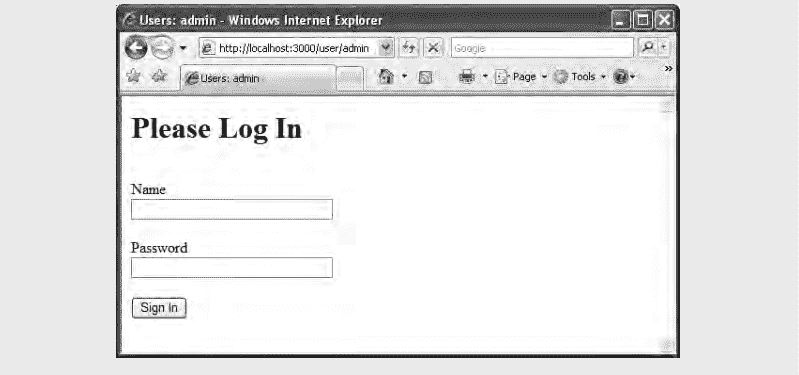 Users: admin - Windows Internet Explorer
http://localhost:3000/user/admin
Google
Users: admin
Page
Tools
Please Log In
Name
Password
Sign In